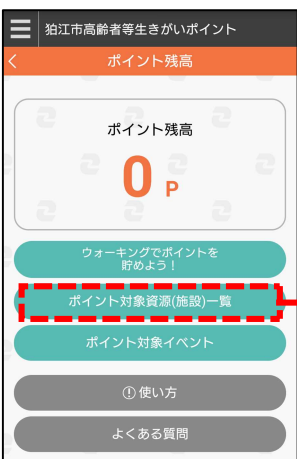 狛江市高齢者等生きがいポイント
ポイント残高
ポイント残高
0 P
ウォーキングでポイントを
貯めよう！
ポイント対象資源(施設)一覧
ポイント対象イベント
! 使い方
よくある質問